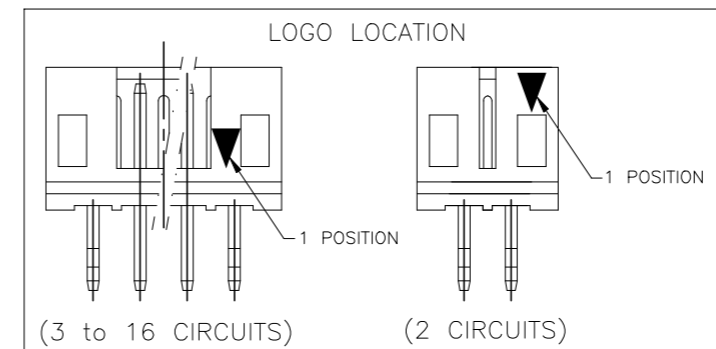 LOGO LOCATION
1 POSITION
1 POSITION
(3 to 16 CIRCUITS)
(2 CIRCUITS)